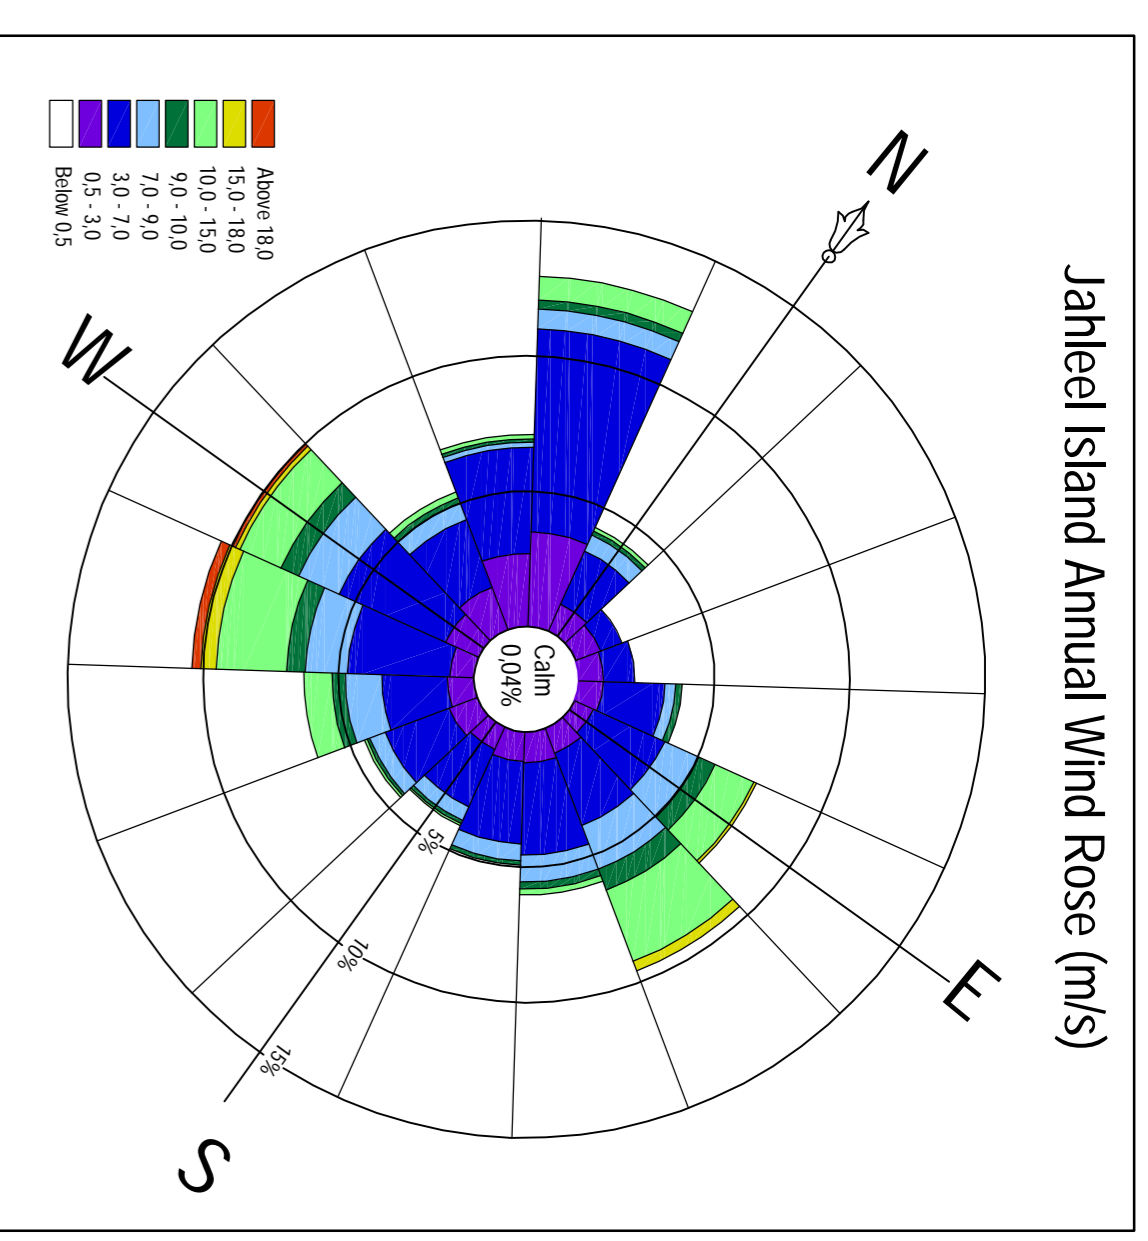 Jahleel Island Annual Wind Rose (m/s)
N
E
S
W
Calm
0,04%
5%
10%
15%
Above 18,0
15,0 - 18,0
10,0 - 15,0
9,0 - 10,0
7,0 - 9,0
3,0 - 7,0
0,5 - 3,0
Below 0,5